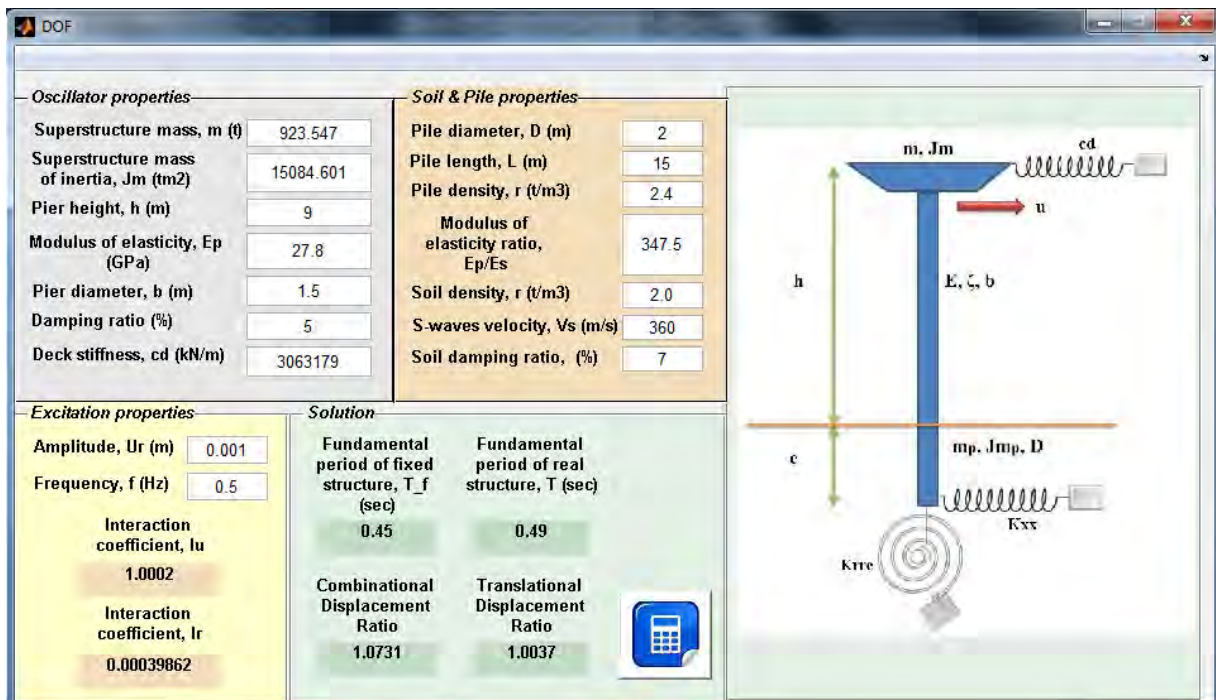 DOF
Oscillator properties
Superstructure mass, m (t)
923.547
Superstructure mass
of inertia, Jm (tm2)
15084.601
Pier height, h (m)
9
Modulus of elasticity, Ep
(GPa)
27.8
Pier diameter, b (m)
1.5
Damping ratio (%)
5
Deck stiffness, cd (kN/m)
3063179
Soil & Pile properties
Pile diameter, D (m)
2
Pile length, L (m)
15
Pile density, r (t/m3)
2.4
Modulus of
elasticity ratio,
Ep/Es
347.5
Soil density, r (t/m3)
2.0
S-waves velocity, Vs (m/s)
360
Soil damping ratio, (%)
7
Excitation properties
Amplitude, Ur (m)
0.001
Frequency, f (Hz)
0.5
Interaction
coefficient, Iu
1.0002
Interaction
coefficient, Ir
0.00039862
Solution
Fundamental
period of fixed
structure, T_f
(sec)
0.45
Fundamental
period of real
structure, T (sec)
0.49
Combinational
Displacement
Ratio
1.0731
Translational
Displacement
Ratio
1.0037
m, Jm
cd
u
h
E, ζ, b
e
mp, Jmp, D
Kxx
Krre